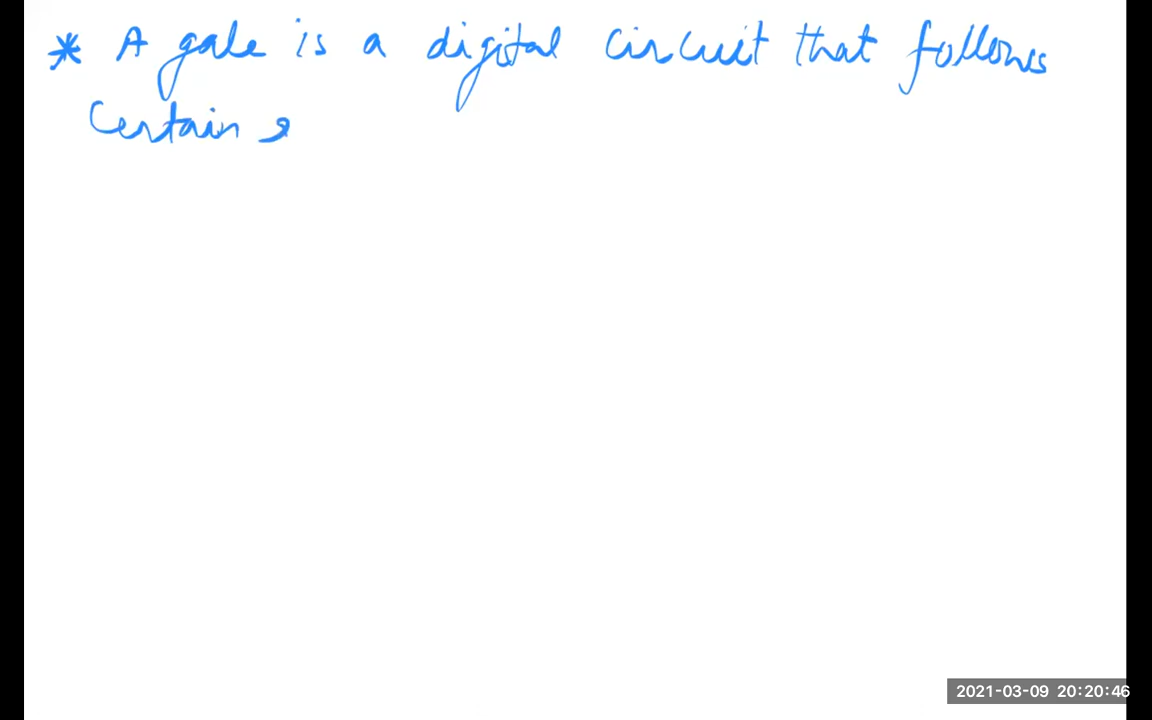 * A gate is a digital circuit that follows
Certain
2021-03-09 20:20:46